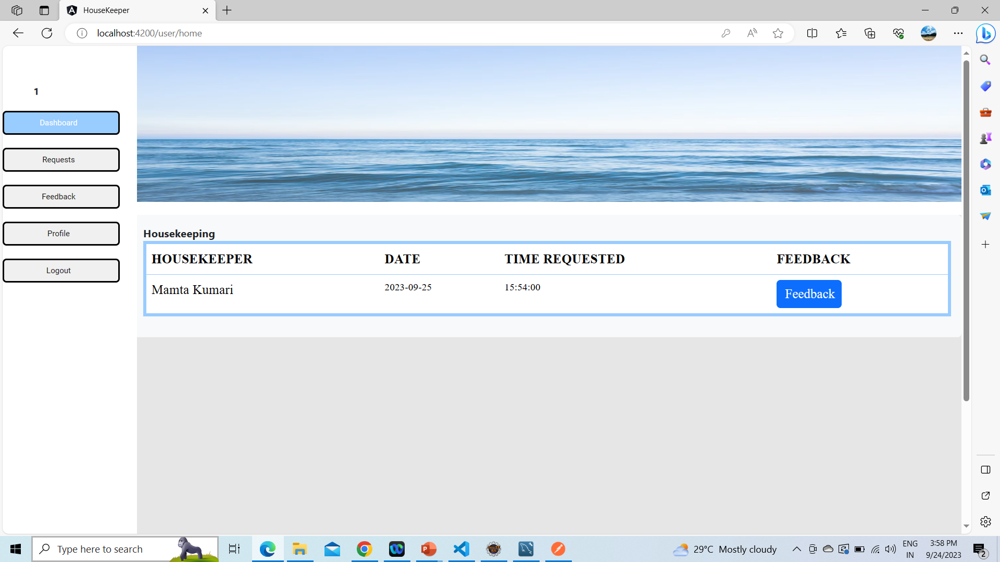 HouseKeeper
localhost:4200/user/home
1
Dashboard
Requests
Feedback
Profile
Logout
Housekeeping
HOUSEKEEPER DATE TIME REQUESTED FEEDBACK
Mamta Kumari 2023-09-25 15:54:00 Feedback
Type here to search
29°C Mostly cloudy
ENG
IN
3:58 PM
9/24/2023
2